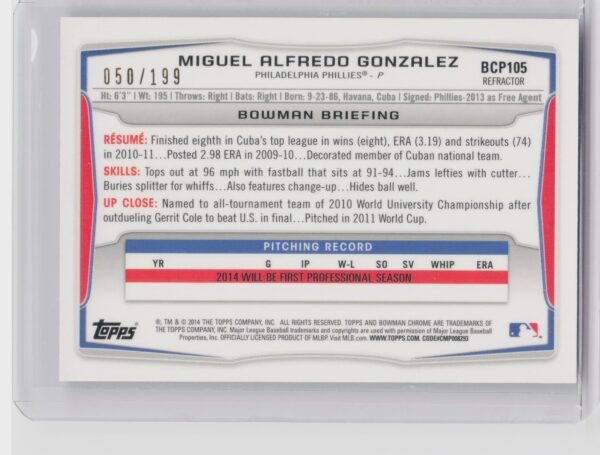 MIGUEL ALFREDO GONZALEZ
BCP105
050/199
PHILADELPHIA PHILLIES® - P
REFRACTOR
Ht: 6'3" | Wt: 195 | Throws: Right | Bats: Right | Born: 9-23-86, Havana, Cuba | Signed: Phillies-2013 as Free Agent
BOWMAN BRIEFING
RÉSUMÉ: Finished eighth in Cuba's top league in wins (eight), ERA (3.19) and strikeouts (74)
in 2010-11...Posted 2.98 ERA in 2009-10...Decorated member of Cuban national team.
SKILLS: Tops out at 96 mph with fastball that sits at 91-94...Jams lefties with cutter...
Buries splitter for whiffs...Also features change-up...Hides ball well.
UP CLOSE: Named to all-tournament team of 2010 World University Championship after
outdueling Gerrit Cole to beat U.S. in final...Pitched in 2011 World Cup.
PITCHING RECORD
YR G IP W-L SO SV WHIP ERA
2014 WILL BE FIRST PROFESSIONAL SEASON
Topps
®, TM & © 2014 THE TOPPS COMPANY, INC. ALL RIGHTS RESERVED. TOPPS AND BOWMAN CHROME ARE TRADEMARKS OF
THE TOPPS COMPANY, INC. Major League Baseball trademarks and copyrights are used with permission of Major League Baseball
Properties, Inc. OFFICIALLY LICENSED PRODUCT OF MLBP. Visit MLB.com. WWW.TOPPS.COM. CODE#CMP008293